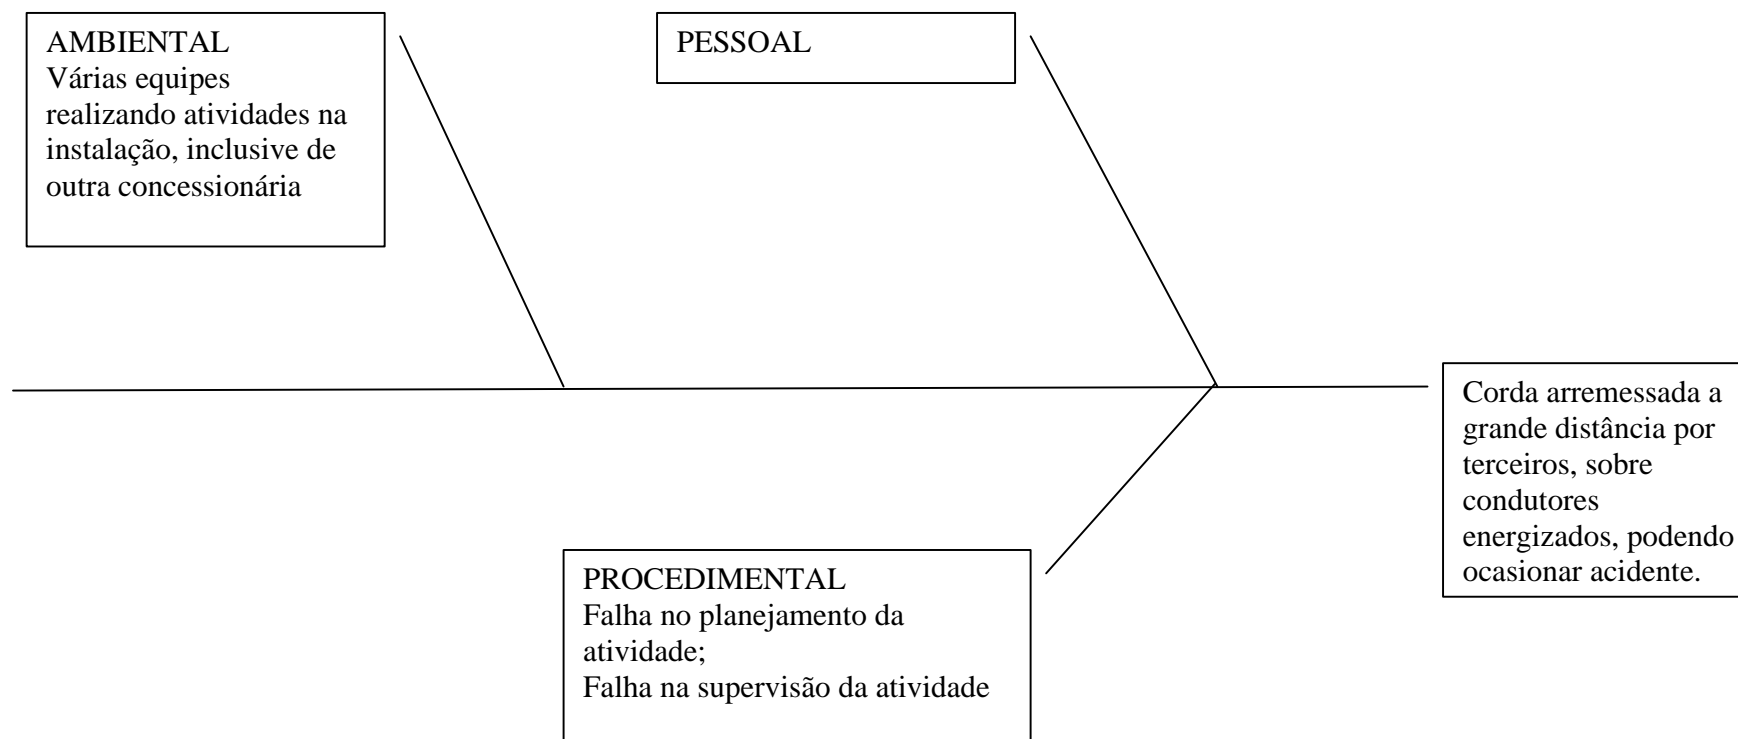 AMBIENTAL
Várias equipes
realizando atividades na
instalação, inclusive de
outra concessionária
PESSOAL
Corda arremessada a
grande distância por
terceiros, sobre
condutores
energizados, podendo
ocasionar acidente.
PROCEDIMENTAL
Falha no planejamento da
atividade;
Falha na supervisão da atividade